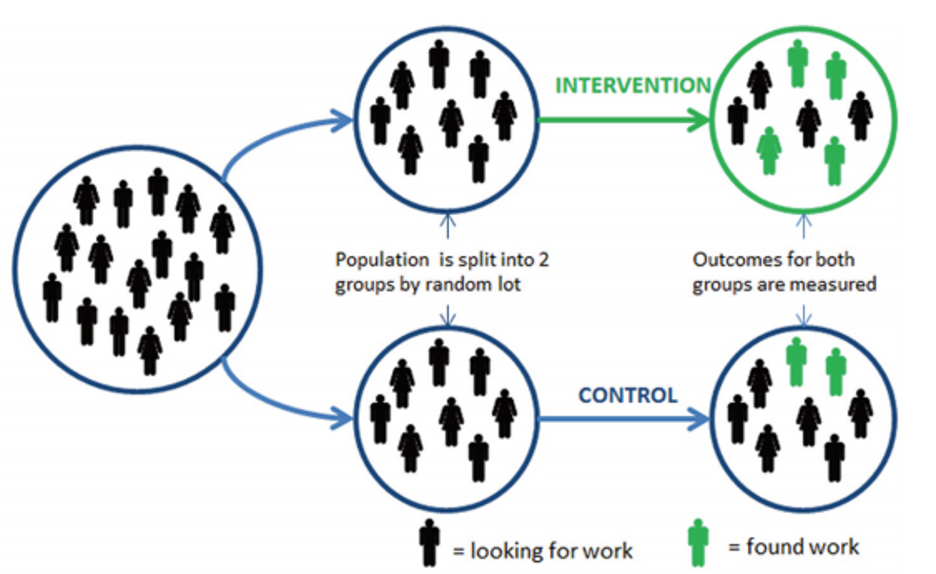 INTERVENTION
Population is split into 2
groups by random lot
Outcomes for both
groups are measured
CONTROL
= looking for work
= found work